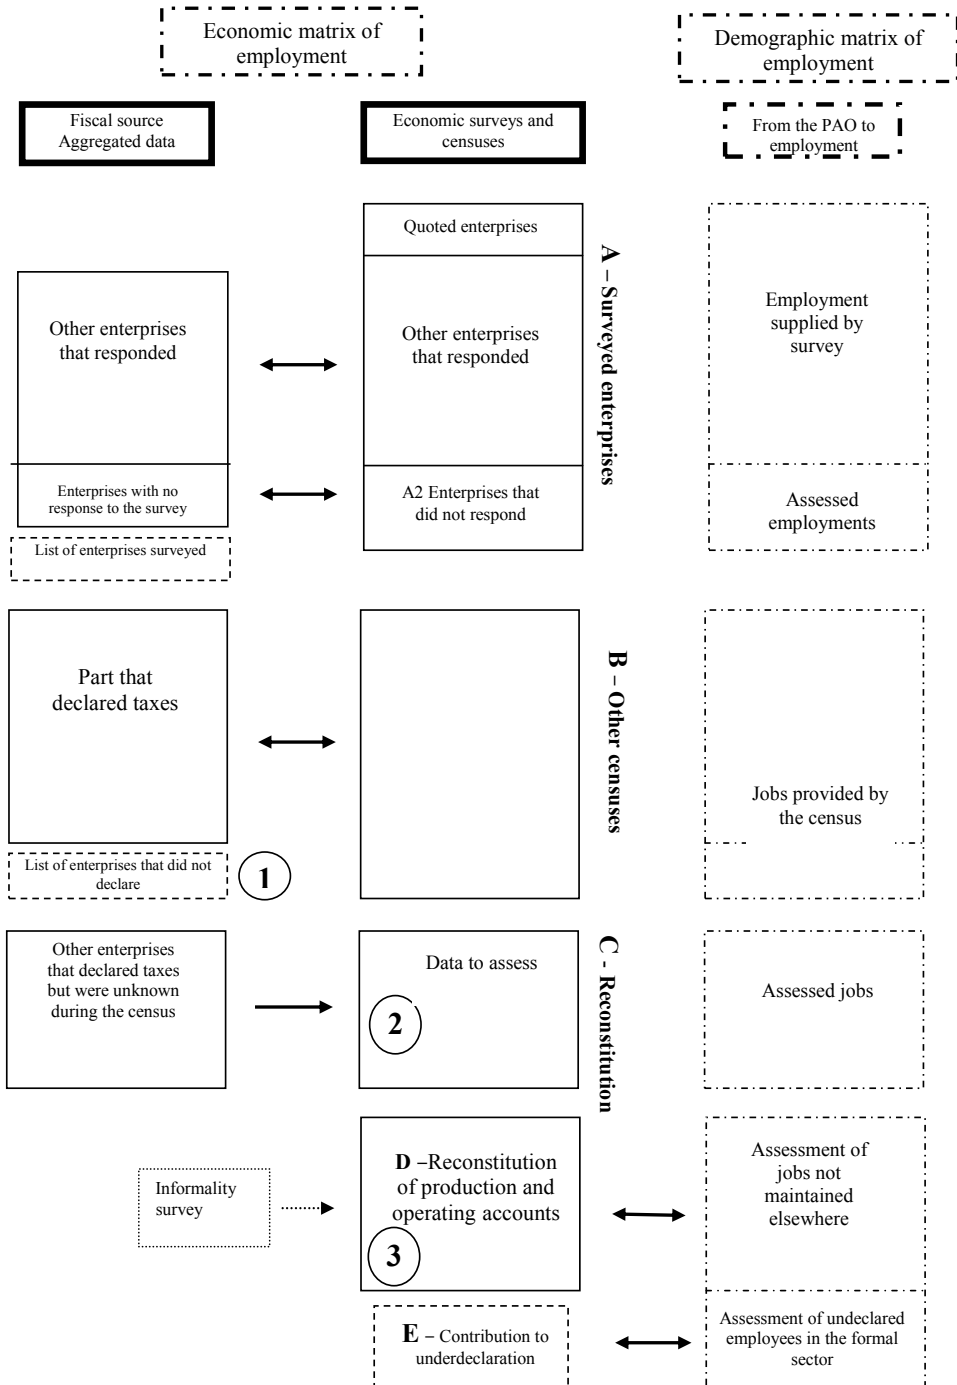 Economic matrix of
employment
Demographic matrix of
employment
Fiscal source
Aggregated data
Economic surveys and
censuses
From the PAO to
employment
Quoted enterprises
A – Surveyed enterprises
Other enterprises
that responded
Other enterprises
that responded
Employment
supplied by
survey
Enterprises with no
response to the survey
A2 Enterprises that
did not respond
Assessed
employments
List of enterprises surveyed
Part that
declared taxes
B – Other censuses
Jobs provided by
the census
List of enterprises that did not
declare
1
Other enterprises
that declared taxes
but were unknown
during the census
Data to assess
2
C - Reconstitution
Assessed jobs
Informality
survey
D –Reconstitution
of production and
operating accounts
3
Assessment of
jobs not
maintained
elsewhere
E – Contribution to
underdeclaration
Assessment of undeclared
employees in the formal
sector